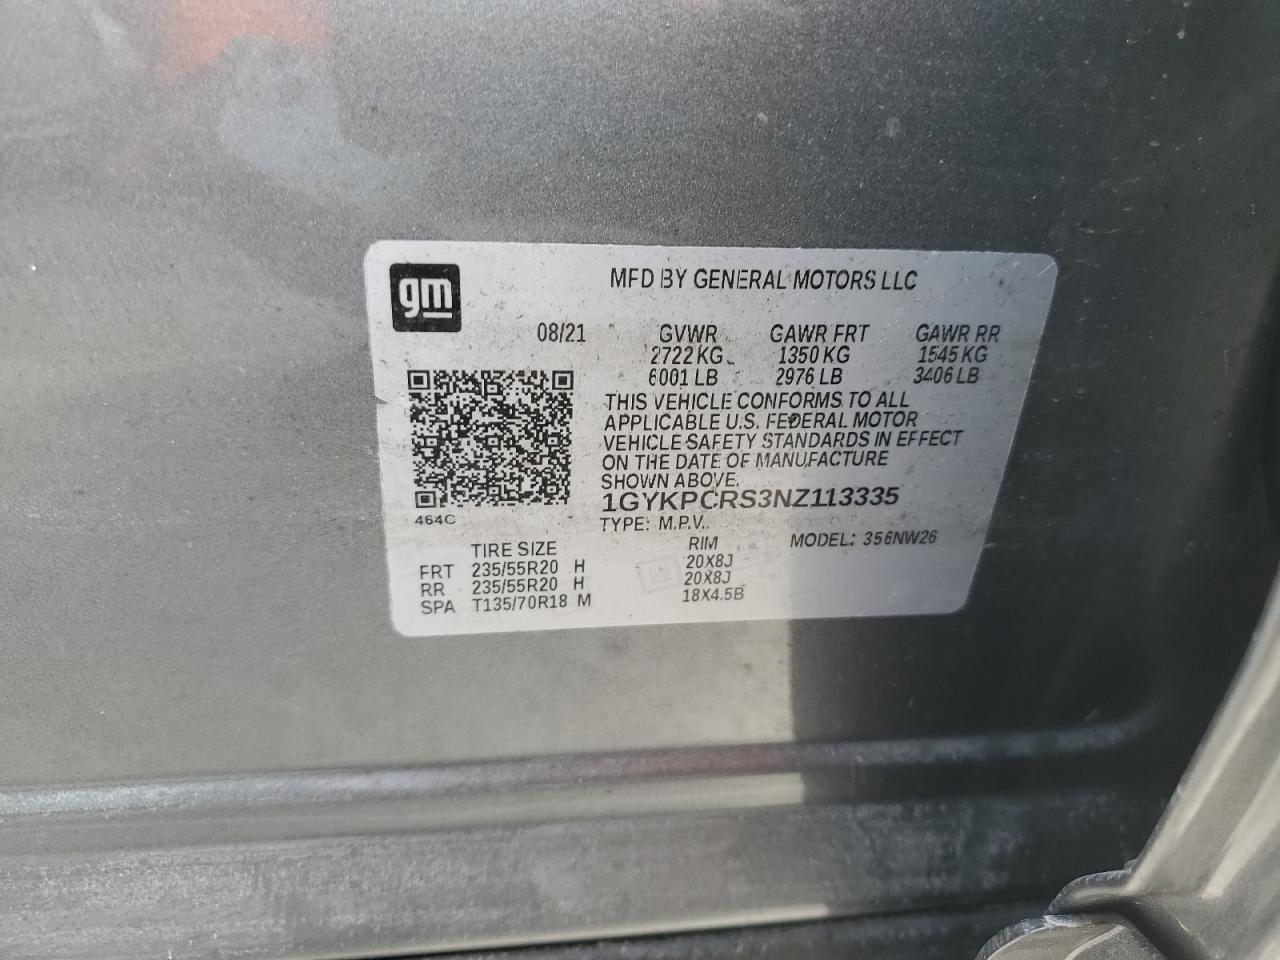 gm
MFD BY GENERAL MOTORS LLC
08/21 GVWR GAWR FRT GAWR RR
2722 KG 1350 KG 1545 KG
6001 LB 2976 LB 3406 LB
THIS VEHICLE CONFORMS TO ALL
APPLICABLE U.S. FEDERAL MOTOR
VEHICLE SAFETY STANDARDS IN EFFECT
ON THE DATE OF MANUFACTURE
SHOWN ABOVE.
1GYKPCRS3NZ113335
464C
TYPE: M.P.V. MODEL: 356NW26
TIRE SIZE RIM
FRT 235/55R20 H 20X8J
RR 235/55R20 H 20X8J
SPA T135/70R18 M 18X4.5B